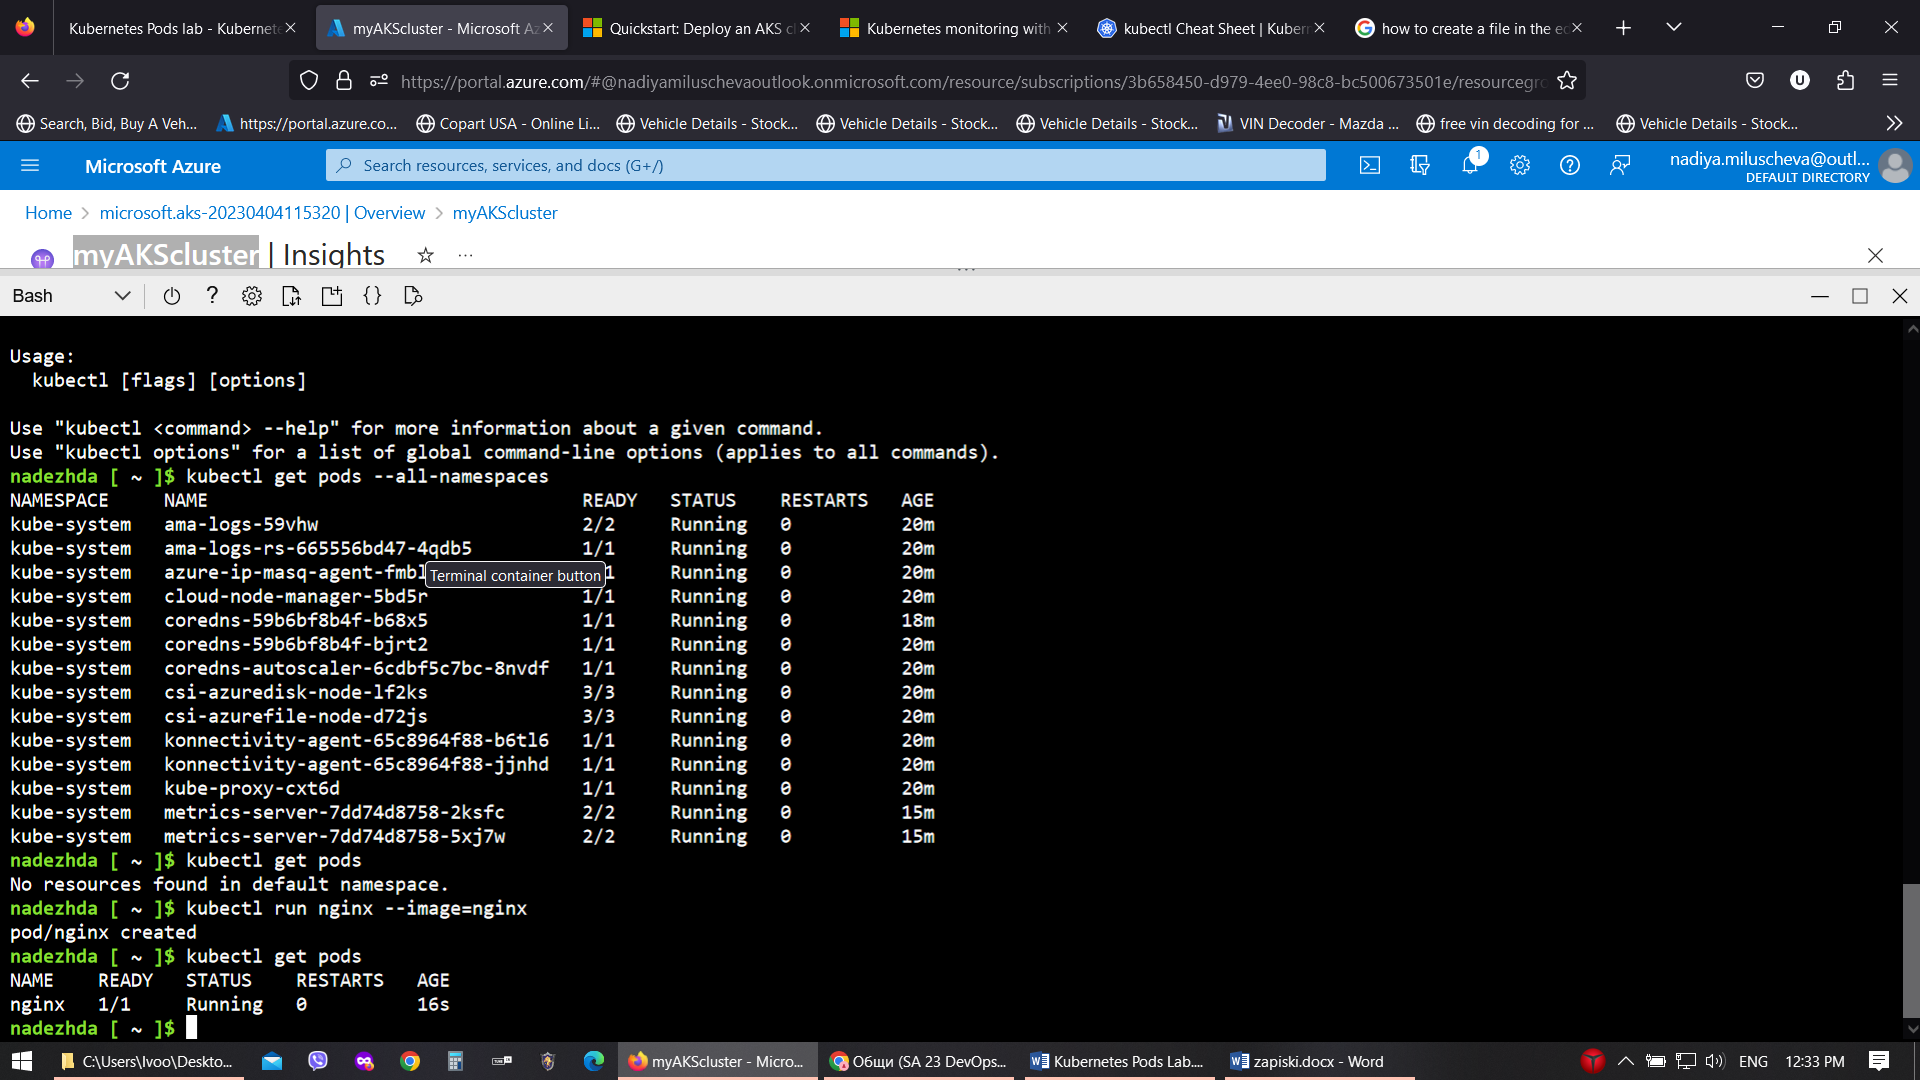 Kubernetes Pods lab - Kubernete
myAKScluster - Microsoft Az
Quickstart: Deploy an AKS cl
Kubernetes monitoring with
kubectl Cheat Sheet | Kubern
how to create a file in the ec
https://portal.azure.com/#@nadiyamiluschevaoutlook.onmicrosoft.com/resource/subscriptions/3b658450-d979-4ee0-98c8-bc500673501e/resourcegro
Search, Bid, Buy A Veh...
https://portal.azure.co...
Copart USA - Online Li...
Vehicle Details - Stock...
Vehicle Details - Stock...
Vehicle Details - Stock...
VIN Decoder - Mazda ...
free vin decoding for ...
Vehicle Details - Stock...
Microsoft Azure
Search resources, services, and docs (G+/)
1
nadiya.miluscheva@outl...
DEFAULT DIRECTORY
Home > microsoft.aks-20230404115320 | Overview > myAKScluster
myAKScluster | Insights
Bash
Usage:
kubectl [flags] [options]
Use "kubectl <command> --help" for more information about a given command.
Use "kubectl options" for a list of global command-line options (applies to all commands).
nadezhda [ ~ ]$ kubectl get pods --all-namespaces
NAMESPACE NAME READY STATUS RESTARTS AGE
kube-system ama-logs-59vhw 2/2 Running 0 20m
kube-system ama-logs-rs-665556bd47-4qdb5 1/1 Running 0 20m
kube-system azure-ip-masq-agent-fmbl 1 Running 0 20m
Terminal container button
kube-system cloud-node-manager-5bd5r 1/1 Running 0 20m
kube-system coredns-59b6bf8b4f-b68x5 1/1 Running 0 18m
kube-system coredns-59b6bf8b4f-bjrt2 1/1 Running 0 20m
kube-system coredns-autoscaler-6cdbf5c7bc-8nvdf 1/1 Running 0 20m
kube-system csi-azuredisk-node-lf2ks 3/3 Running 0 20m
kube-system csi-azurefile-node-d72js 3/3 Running 0 20m
kube-system konnectivity-agent-65c8964f88-b6tl6 1/1 Running 0 20m
kube-system konnectivity-agent-65c8964f88-jjnhd 1/1 Running 0 20m
kube-system kube-proxy-cxt6d 1/1 Running 0 20m
kube-system metrics-server-7dd74d8758-2ksfc 2/2 Running 0 15m
kube-system metrics-server-7dd74d8758-5xj7w 2/2 Running 0 15m
nadezhda [ ~ ]$ kubectl get pods
No resources found in default namespace.
nadezhda [ ~ ]$ kubectl run nginx --image=nginx
pod/nginx created
nadezhda [ ~ ]$ kubectl get pods
NAME READY STATUS RESTARTS AGE
nginx 1/1 Running 0 16s
nadezhda [ ~ ]$
C:\Users\Ivoo\Deskto...
myAKScluster - Micro...
Общи (SA 23 DevOps...
Kubernetes Pods Lab....
zapiski.docx - Word
ENG
12:33 PM